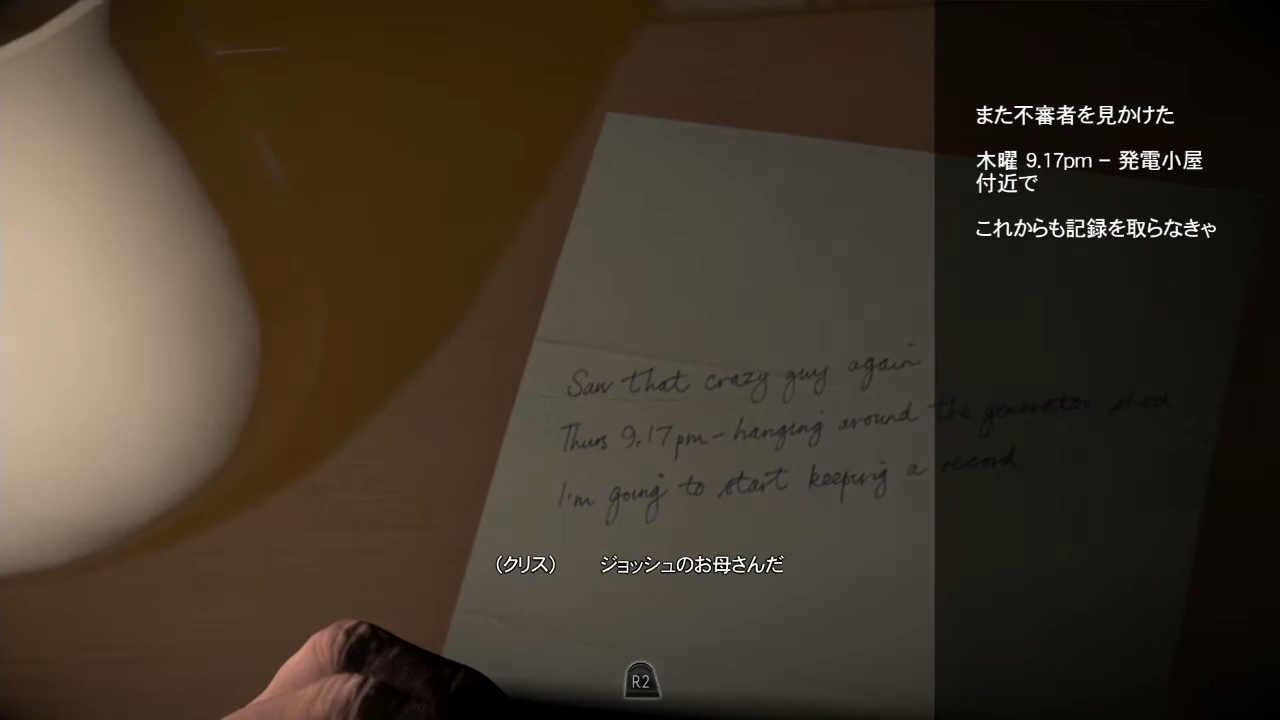 また不審者を見かけた
木曜 9.17pm – 発電小屋
付近で
これからも記録を取らなきゃ
Saw that crazy guy again
Thurs 9.17pm – hanging around the generator shed
I'm going to start keeping a record
（クリス） ジョッシュのお母さんだ
R2